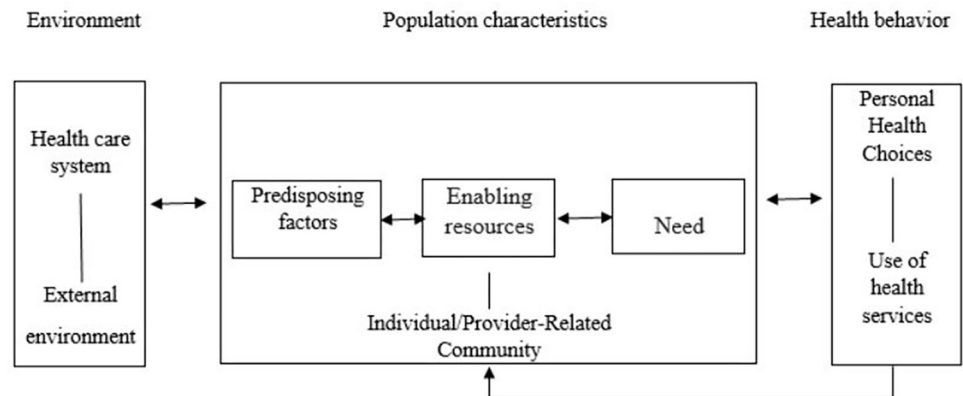 Environment
Population characteristics
Health behavior
Health care
system
External
environment
Predisposing
factors
Enabling
resources
Need
Individual/Provider-Related
Community
Personal
Health
Choices
Use of
health
services